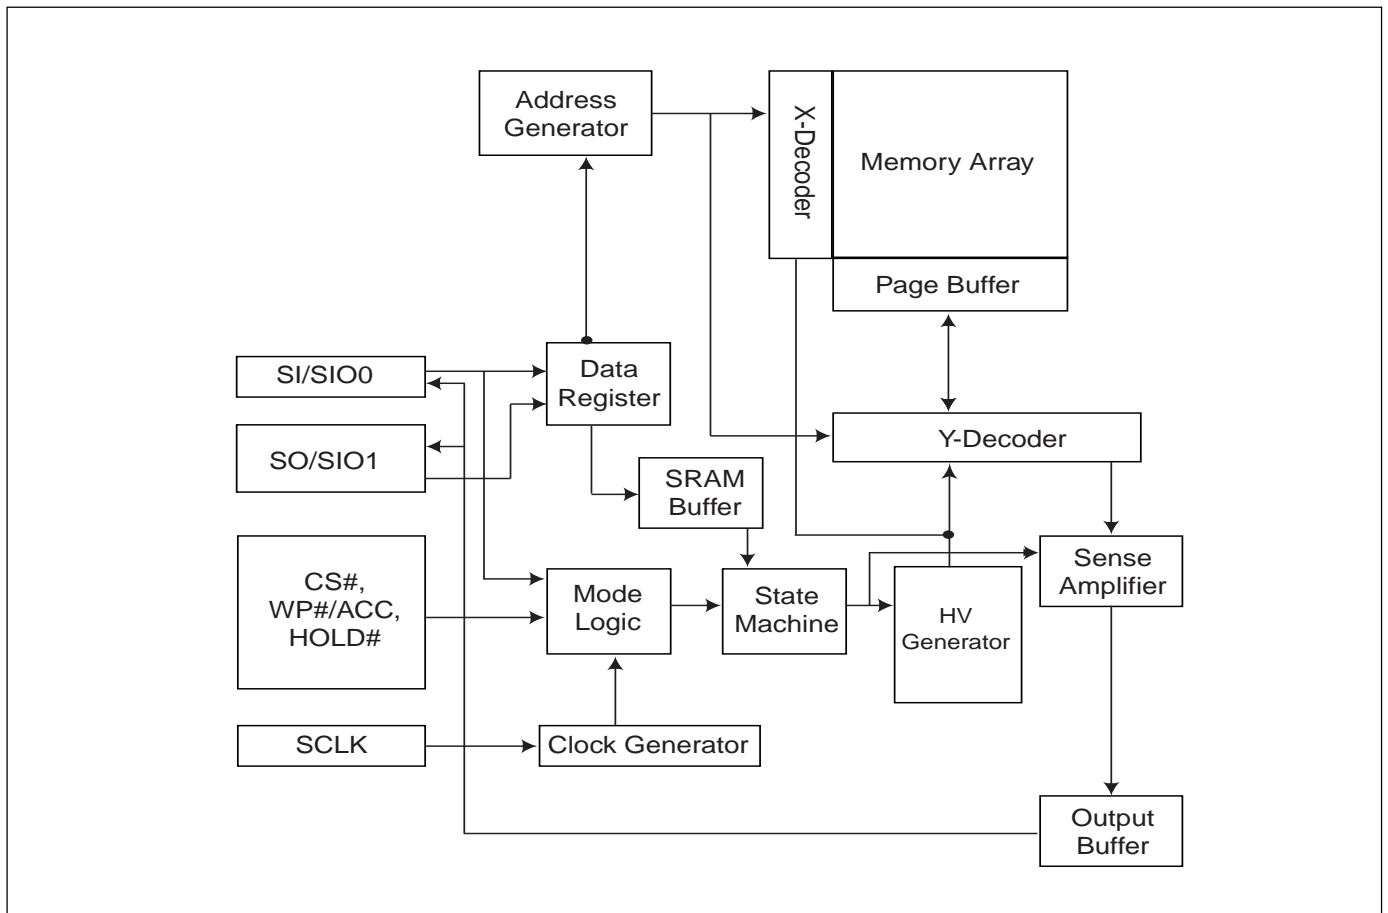 Address
Generator
X-Decoder
Memory Array
Page Buffer
SI/SIO0
Data
Register
SO/SIO1
Y-Decoder
SRAM
Buffer
CS#,
WP#/ACC,
HOLD#
Mode
Logic
State
Machine
HV
Generator
Sense
Amplifier
SCLK
Clock Generator
Output
Buffer